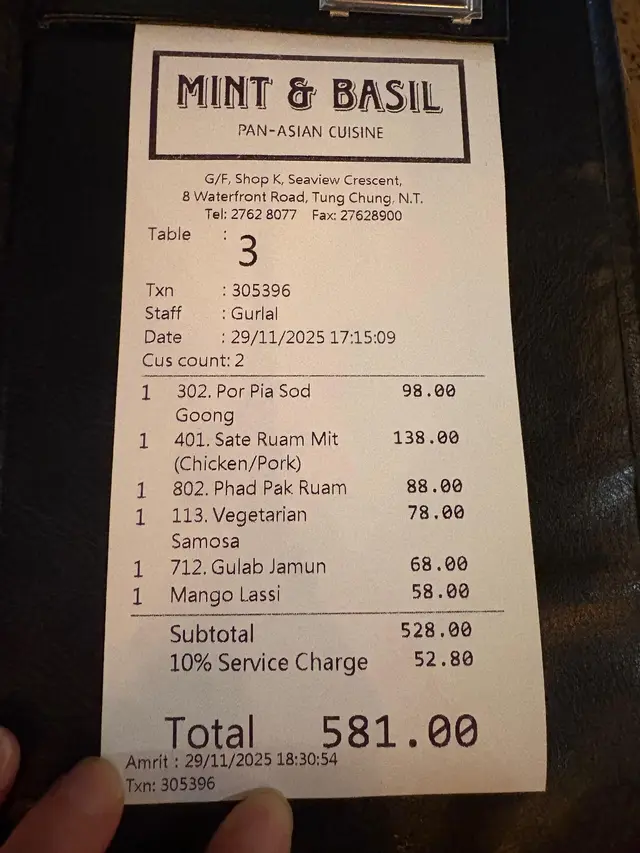 MINT & BASIL
PAN-ASIAN CUISINE
G/F, Shop K, Seaview Crescent,
8 Waterfront Road, Tung Chung, N.T.
Tel: 2762 8077 Fax: 27628900
Table : 3
Txn : 305396
Staff : Gurlal
Date : 29/11/2025 17:15:09
Cus count: 2
1 302. Por Pia Sod 98.00
Goong
1 401. Sate Ruam Mit 138.00
(Chicken/Pork)
1 802. Phad Pak Ruam 88.00
1 113. Vegetarian 78.00
Samosa
1 712. Gulab Jamun 68.00
1 Mango Lassi 58.00
Subtotal 528.00
10% Service Charge 52.80
Total 581.00
Amrit : 29/11/2025 18:30:54
Txn: 305396